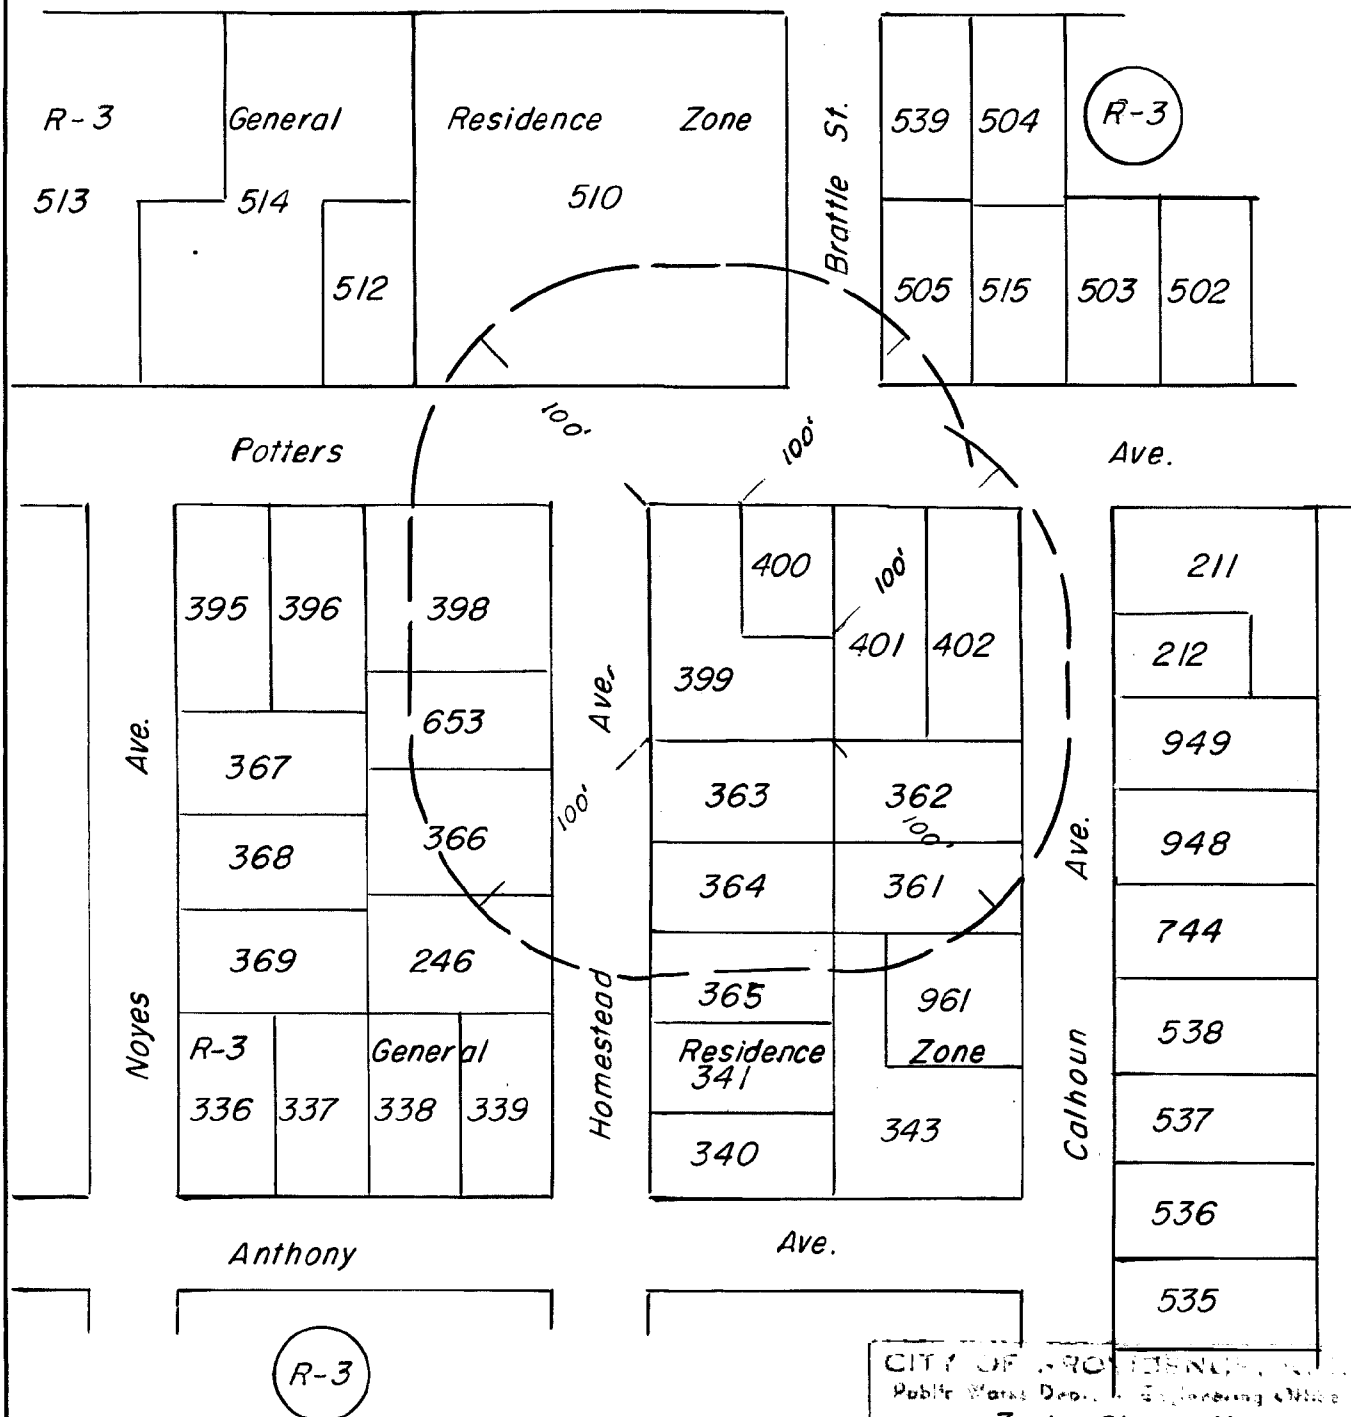 R-3 General Residence Zone
Brattle St.
539 504
R-3
513 514 510
512
505 515 503 502
100'
100'
Potters Ave.
400
100'
211
395 396 398
401 402
212
399
653
Noyes Ave.
Homestead Ave.
Calhoun Ave.
367
949
363 362
100'
100'
366
368
948
364 361
369 246
744
365 961
R-3 General Residence Zone
538
341
336 337 338 339
537
343
340
536
Anthony Ave.
535
R-3
CITY OF